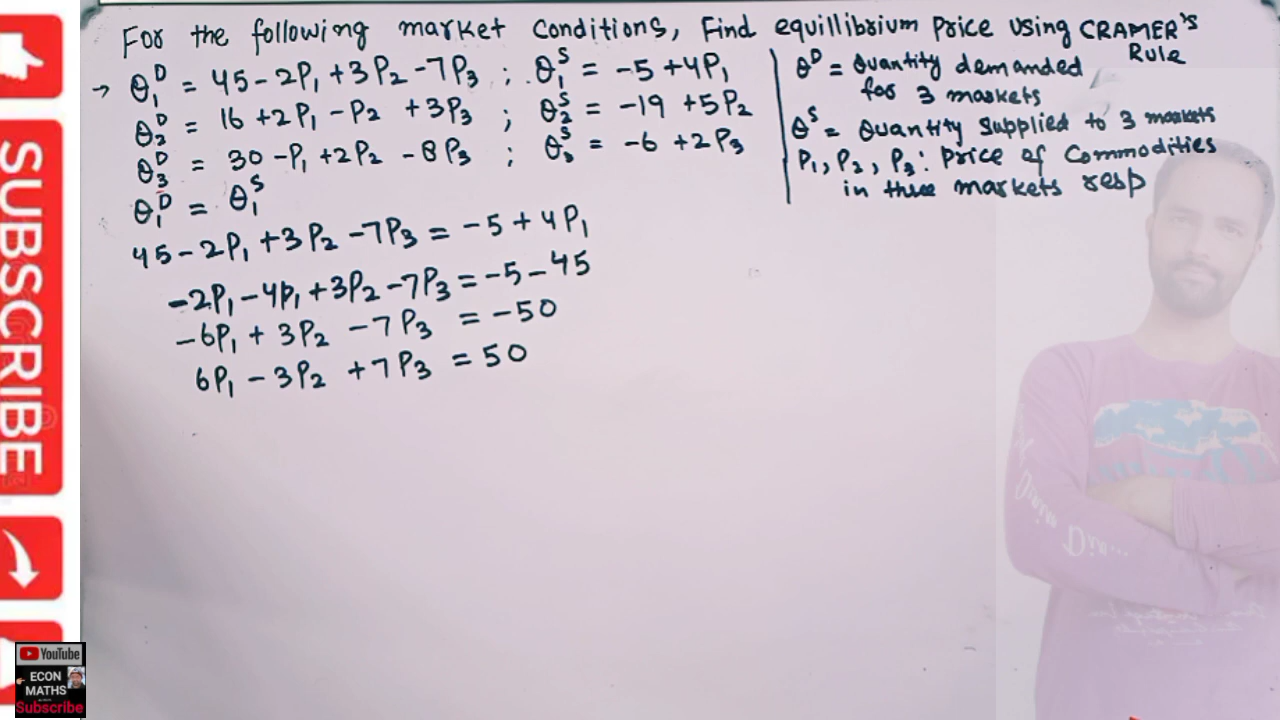 For the following market conditions, Find equillibrium Price using CRAMER'S Rule
→ Q₁ᴰ = 45 - 2P₁ + 3P₂ - 7P₃ ; Q₁ˢ = -5 + 4P₁
Q₂ᴰ = 16 + 2P₁ - P₂ + 3P₃ ; Q₂ˢ = -19 + 5P₂
Q₃ᴰ = 30 - P₁ + 2P₂ - 8P₃ ; Q₃ˢ = -6 + 2P₃
Qᴰ = Quantity demanded
for 3 markets
Qˢ = Quantity supplied to 3 markets
P₁, P₂, P₃ : Price of commodities
in three markets resp
Q₁ᴰ = Q₁ˢ
45 - 2P₁ + 3P₂ - 7P₃ = -5 + 4P₁
-2P₁ - 4P₁ + 3P₂ - 7P₃ = -5 - 45
-6P₁ + 3P₂ - 7P₃ = -50
6P₁ - 3P₂ + 7P₃ = 50
SUBSCRIBE
YouTube
ECON
MATHS
Subscribe